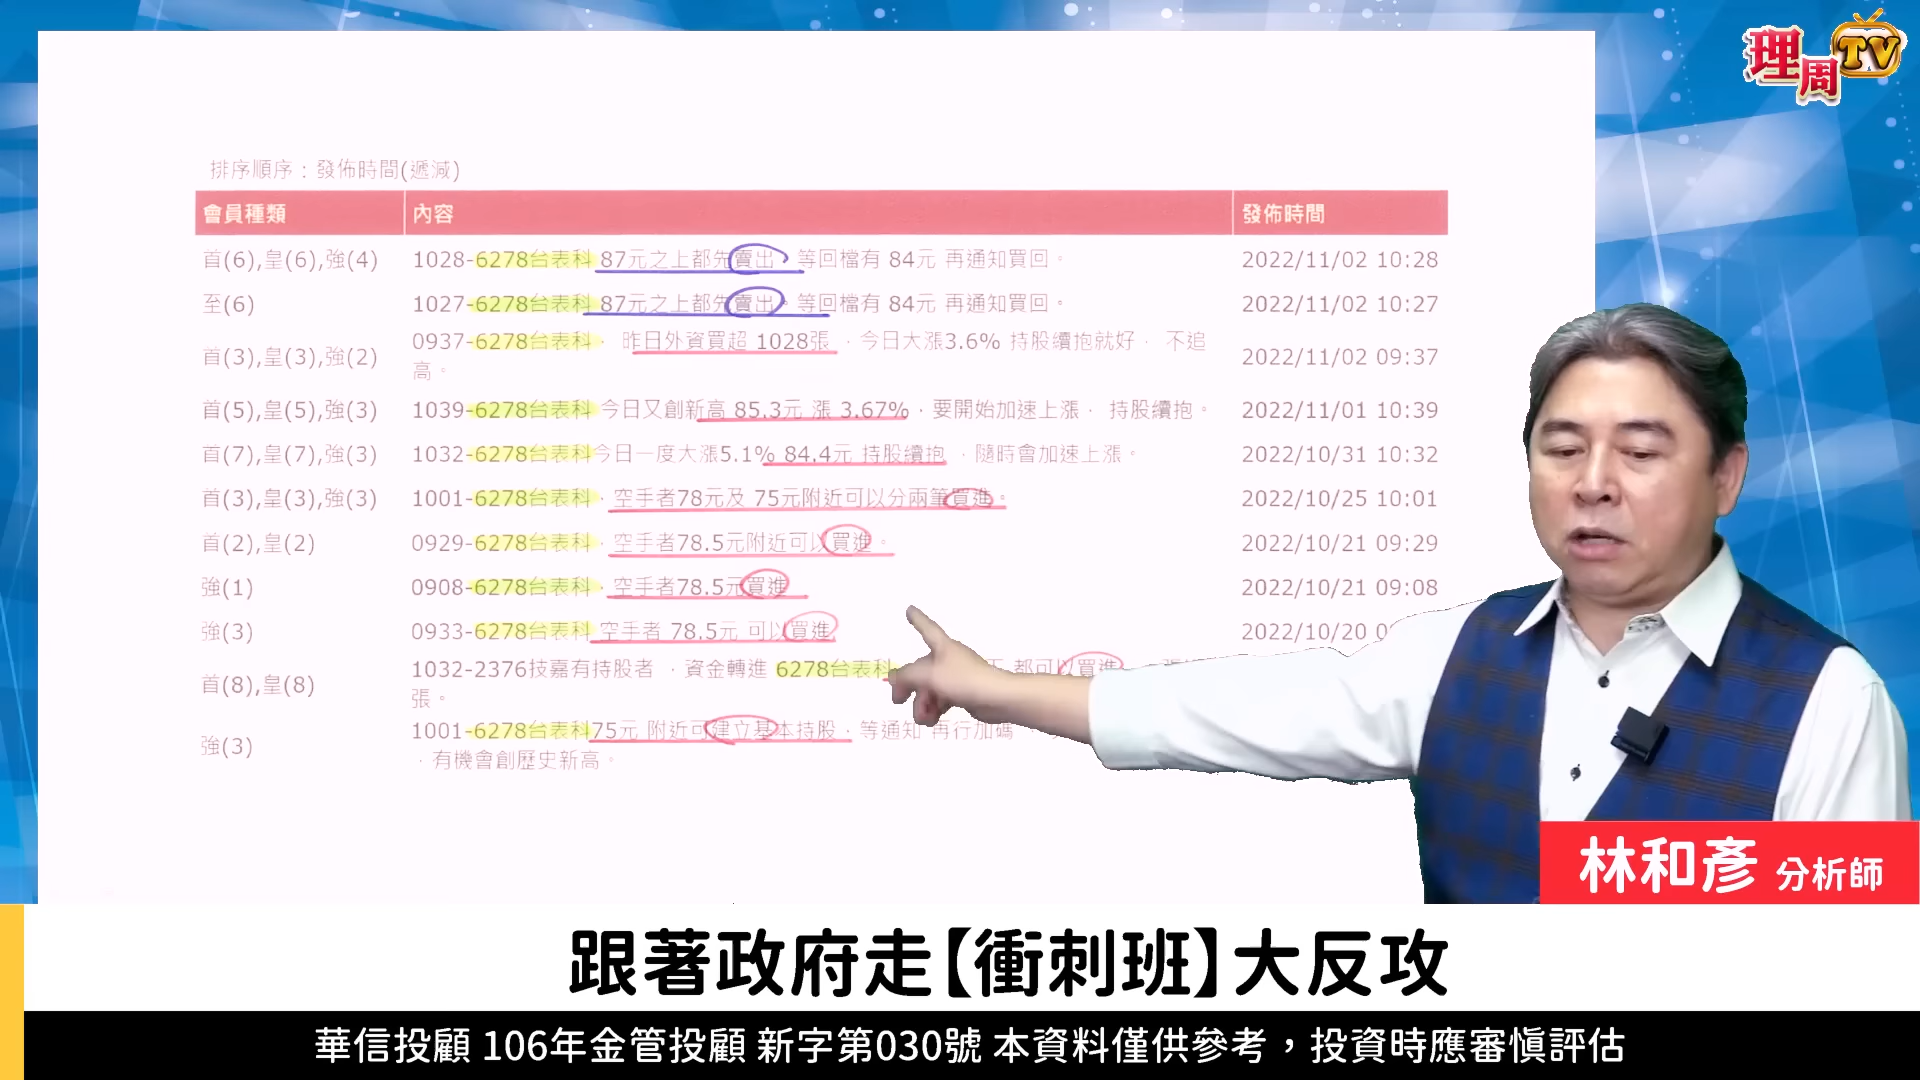 理周TV
排序順序：發佈時間(遞減)
會員種類 內容 發佈時間
首(6),皇(6),強(4) 1028-6278台表科 87元之上都先賣出，等回檔有 84元 再通知買回。 2022/11/02 10:28
至(6) 1027-6278台表科 87元之上都先賣出。等回檔有 84元 再通知買回。 2022/11/02 10:27
首(3),皇(3),強(2) 0937-6278台表科． 昨日外資買超 1028張 ．今日大漲3.6% 持股續抱就好． 不追 2022/11/02 09:37
高。
首(5),皇(5),強(3) 1039-6278台表科 今日又創新高 85.3元 漲 3.67%．要開始加速上漲． 持股續抱。 2022/11/01 10:39
首(7),皇(7),強(3) 1032-6278台表科今日一度大漲5.1% 84.4元 持股續抱 ．隨時會加速上漲。 2022/10/31 10:32
首(3),皇(3),強(3) 1001-6278台表科．空手者78元及 75元附近可以分兩筆買進。 2022/10/25 10:01
首(2),皇(2) 0929-6278台表科．空手者78.5元附近可以買進。 2022/10/21 09:29
強(1) 0908-6278台表科．空手者78.5元買進 2022/10/21 09:08
強(3) 0933-6278台表科 空手者 78.5元 可以買進 2022/10/20
首(8),皇(8) 1032-2376技嘉有持股者 ．資金轉進 6278台表科 都可以買進
張。
強(3) 1001-6278台表科75元 附近可建立基本持股．等通知 再行加碼
．有機會創歷史新高。
林和彥 分析師
跟著政府走【衝刺班】大反攻
華信投顧 106年金管投顧 新字第030號 本資料僅供參考，投資時應審慎評估